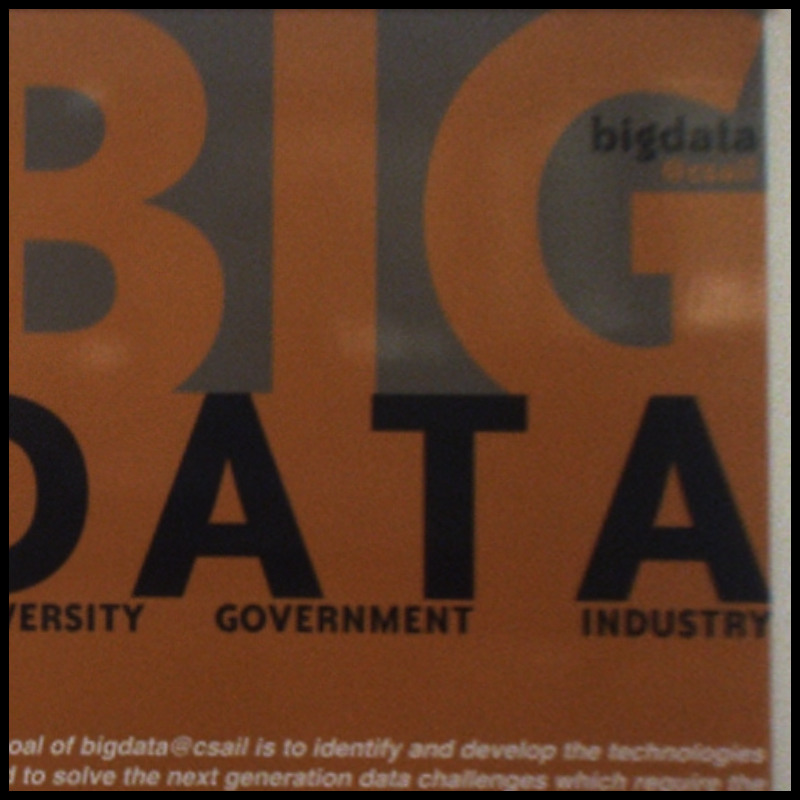 BIG
bigdata
@csail
DATA
VERSITY GOVERNMENT INDUSTRY
oal of bigdata@csail is to identify and develop the technologies
d to solve the next generation data challenges which require the